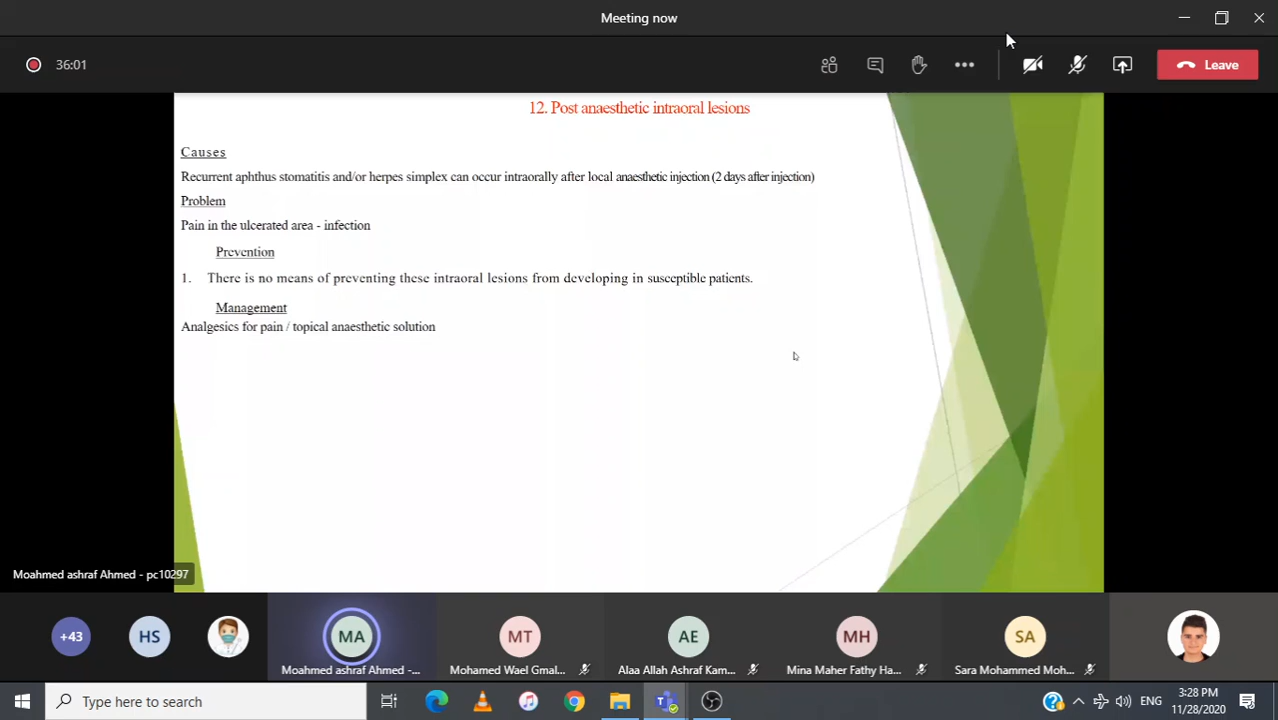 Meeting now
36:01
Leave
12. Post anaesthetic intraoral lesions
Causes
Recurrent aphthus stomatitis and/or herpes simplex can occur intraorally after local anaesthetic injection (2 days after injection)
Problem
Pain in the ulcerated area - infection
Prevention
1. There is no means of preventing these intraoral lesions from developing in susceptible patients.
Management
Analgesics for pain / topical anaesthetic solution
Moahmed ashraf Ahmed - pc10297
+43
HS
MA
MT
AE
MH
SA
Moahmed ashraf Ahmed -...
Mohamed Wael Gmal...
Alaa Allah Ashraf Kam...
Mina Maher Fathy Ha...
Sara Mohammed Moh...
Type here to search
ENG
3:28 PM
11/28/2020